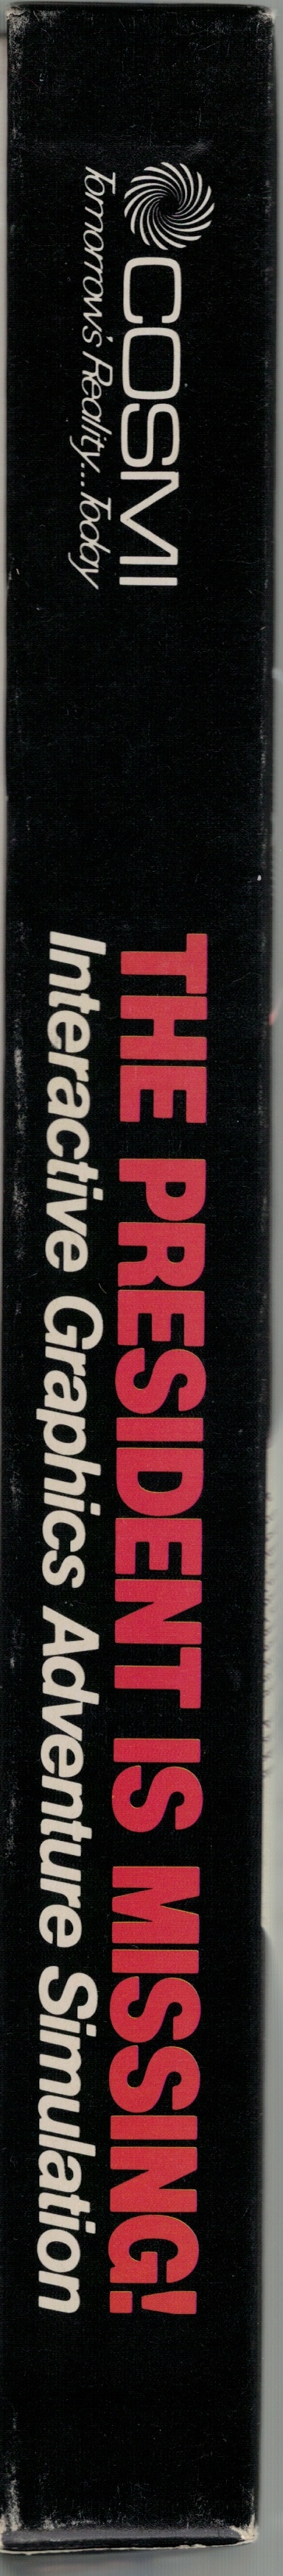 COSMI
Tomorrow's Reality...Today
THE PRESIDENT IS MISSING!
Interactive Graphics Adventure Simulation